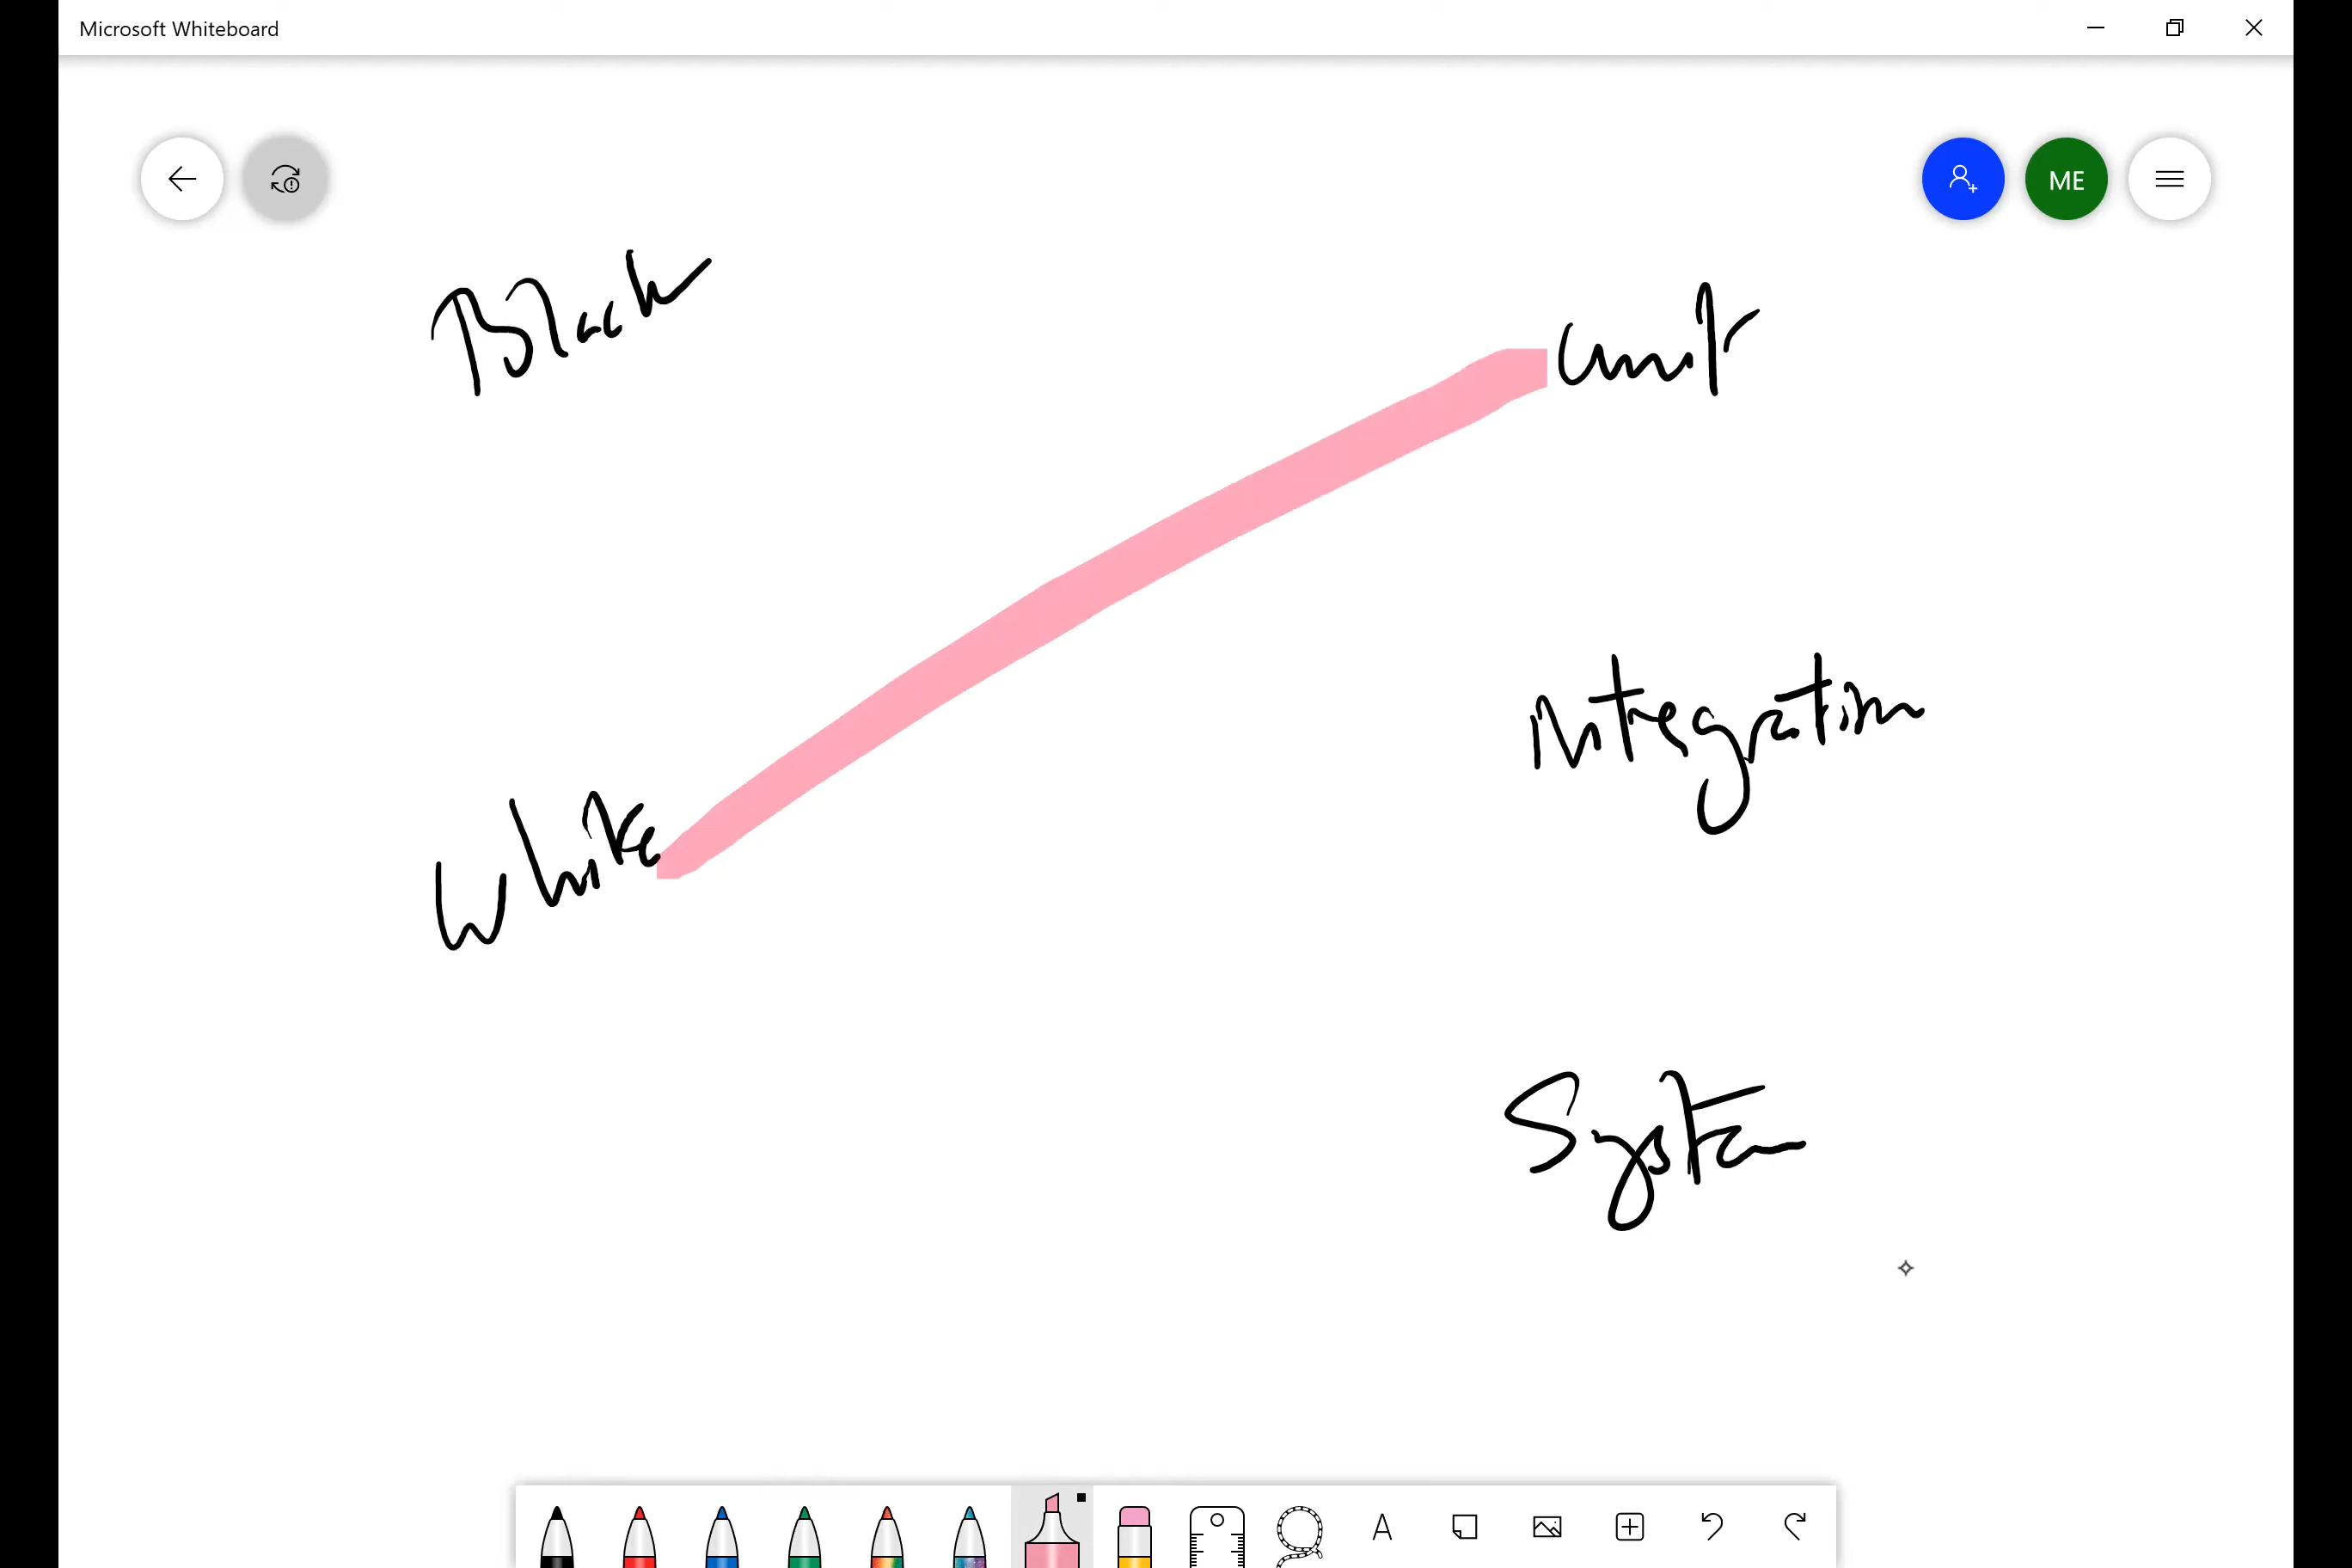 Microsoft Whiteboard
ME
Black
Unit
Integration
White
System
A